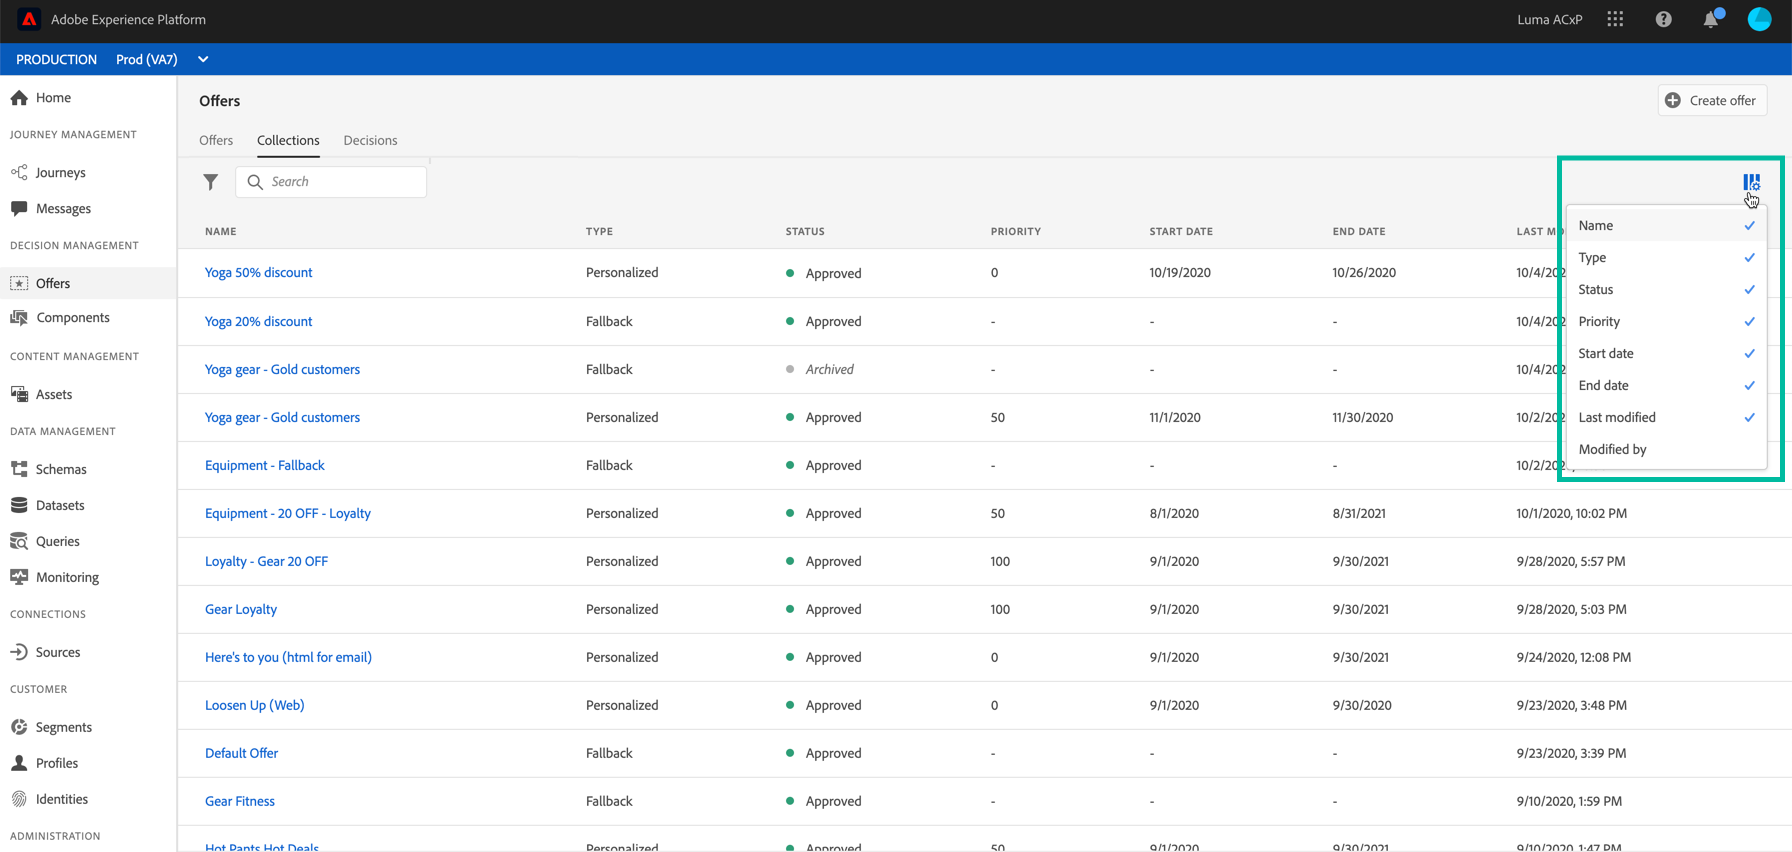 Adobe Experience Platform
Luma ACxP
PRODUCTION Prod (VA7)
Home
JOURNEY MANAGEMENT
Journeys
Messages
DECISION MANAGEMENT
Offers
Components
CONTENT MANAGEMENT
Assets
DATA MANAGEMENT
Schemas
Datasets
Queries
Monitoring
CONNECTIONS
Sources
CUSTOMER
Segments
Profiles
Identities
ADMINISTRATION
Offers
Create offer
Offers Collections Decisions
Search
NAME TYPE STATUS PRIORITY START DATE END DATE LAST MO
Yoga 50% discount Personalized Approved 0 10/19/2020 10/26/2020 10/4/202
Yoga 20% discount Fallback Approved - - - 10/4/202
Yoga gear - Gold customers Fallback Archived - - - 10/4/202
Yoga gear - Gold customers Personalized Approved 50 11/1/2020 11/30/2020 10/2/202
Equipment - Fallback Fallback Approved - - - 10/2/202
Equipment - 20 OFF - Loyalty Personalized Approved 50 8/1/2020 8/31/2021 10/1/2020, 10:02 PM
Loyalty - Gear 20 OFF Personalized Approved 100 9/1/2020 9/30/2021 9/28/2020, 5:57 PM
Gear Loyalty Personalized Approved 100 9/1/2020 9/30/2021 9/28/2020, 5:03 PM
Here's to you (html for email) Personalized Approved 0 9/1/2020 9/30/2021 9/24/2020, 12:08 PM
Loosen Up (Web) Personalized Approved 0 9/1/2020 9/30/2020 9/23/2020, 3:48 PM
Default Offer Fallback Approved - - - 9/23/2020, 3:39 PM
Gear Fitness Fallback Approved - - - 9/10/2020, 1:59 PM
Hot Pants Hot Deals Personalized Approved 50 9/1/2020 9/30/2021 9/10/2020, 1:47 PM
Name
Type
Status
Priority
Start date
End date
Last modified
Modified by